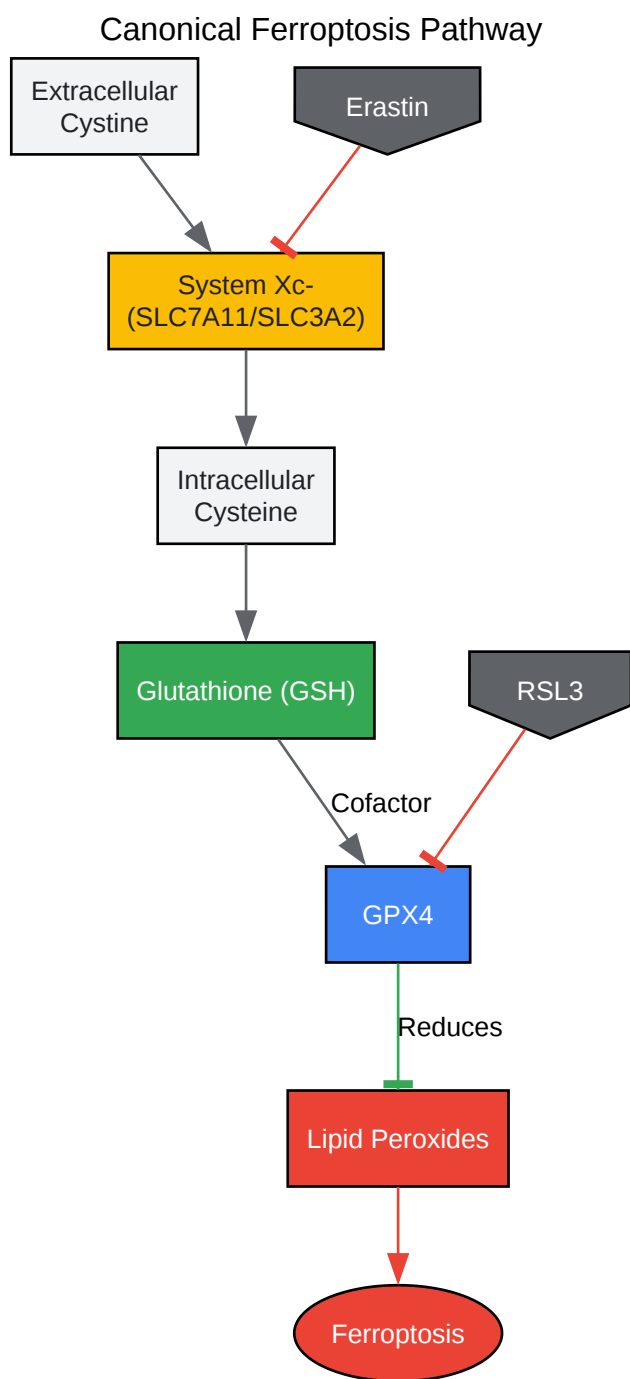 Canonical Ferroptosis Pathway
Extracellular
Cystine
Erastin
System Xc-
(SLC7A11/SLC3A2)
Intracellular
Cysteine
Glutathione (GSH)
RSL3
Cofactor
GPX4
Reduces
Lipid Peroxides
Ferroptosis